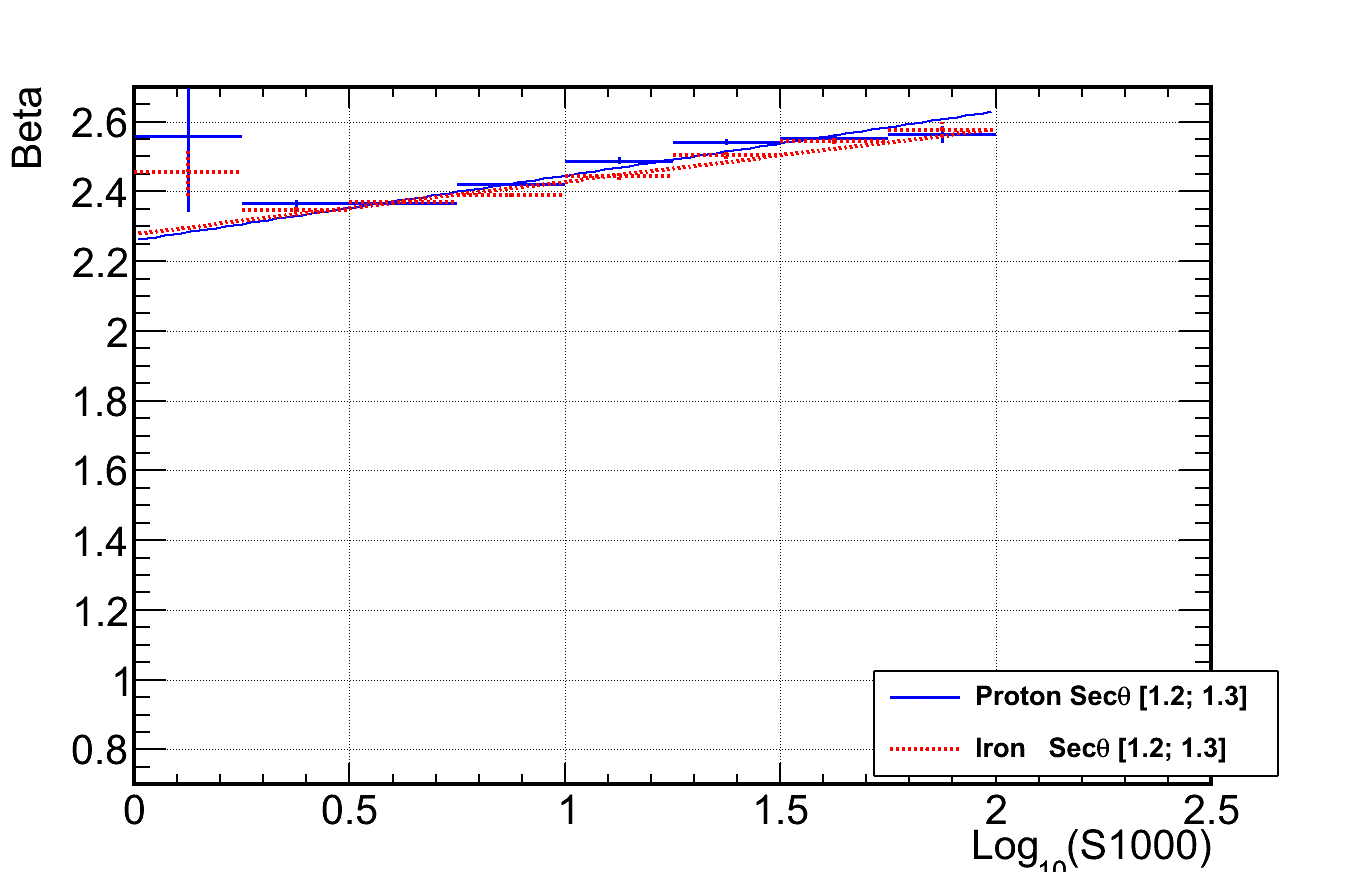 Beta
2.6
2.4
2.2
2
1.8
1.6
1.4
1.2
1
0.8
0 0.5 1 1.5 2 2.5
Log10(S1000)
Proton Secθ [1.2; 1.3]
Iron Secθ [1.2; 1.3]